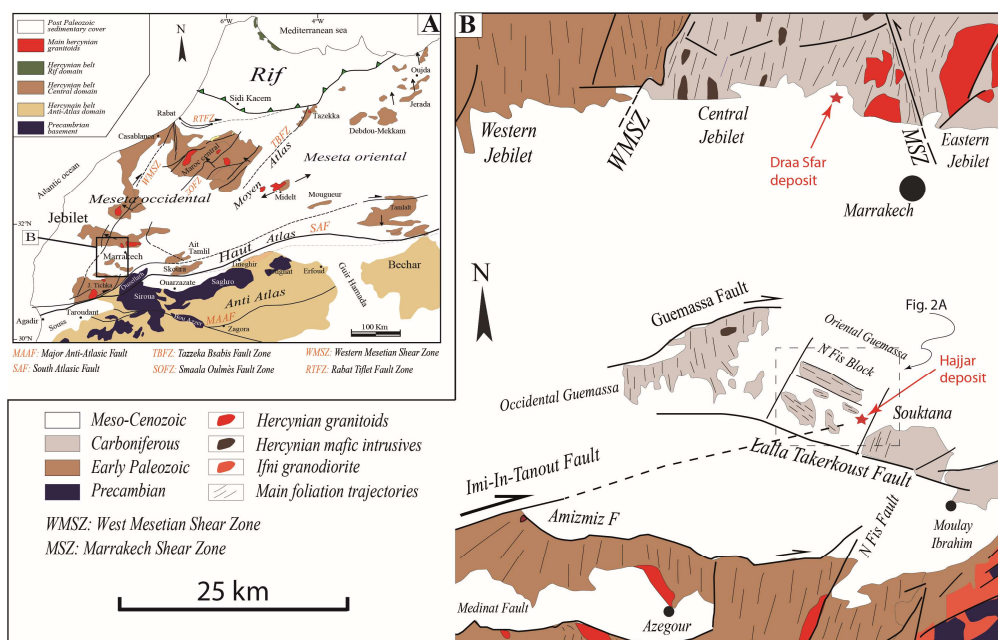 A
6°W
4°W
N
Mediterranean sea
Post Paleozoic
sedimentary cover
Main hercynian
granitoids
Hercynian belt
Rif domain
Hercynian belt
Central domain
Hercyngin belt
Anti-Atlas domain
Precambrian
basement
Rif
Oujda
Jerada
Sidi Kacem
Tazekka
Debdou-Mekkam
Rabat
RTFZ
TBFZ
Casablanca
Maroc central
WMSZ
SOFZ
Atlantic ocean
Meseta oriental
Moyen
Atlas
Midelt
Mougueur
Meseta occidental
Tamlalt
Jebilet
32°N
B
Marrakech
Ait
Tamlil
Haut
Atlas
SAF
Skoura
Tineghir
Bechar
J. Tichka
Ouarzazate
Saghro
Erfoud
Guir Hamada
Siroua
Anti Atlas
Agadir
Souss
Taroudant
Bou Azzer
MAAF
Zagora
30°N
100 Km
MAAF: Major Anti-Atlasic Fault
TBFZ: Tazzeka Bsabis Fault Zone
WMSZ: Western Mesetian Shear Zone
SAF: South Atlasic Fault
SOFZ: Smaala Oulmès Fault Zone
RTFZ: Rabat Tiflet Fault Zone
Meso-Cenozoic
Carboniferous
Early Paleozoic
Precambian
Hercynian granitoids
Hercynian mafic intrusives
Ifni granodiorite
Main foliation trajectories
WMSZ: West Mesetian Shear Zone
MSZ: Marrakech Shear Zone
25 km
B
Western
Jebilet
WMSZ
Central
Jebilet
Draa Sfar
deposit
MSZ
Eastern
Jebilet
Marrakech
N
Guemassa Fault
Fig. 2A
Oriental Guemassa
N Fis Block
Hajjar
deposit
Occidental Guemassa
Souktana
Lalla Takerkoust Fault
Imi-In-Tanout Fault
Amizmiz F
N Fis Fault
Moulay
Ibrahim
Medinat Fault
Azegour